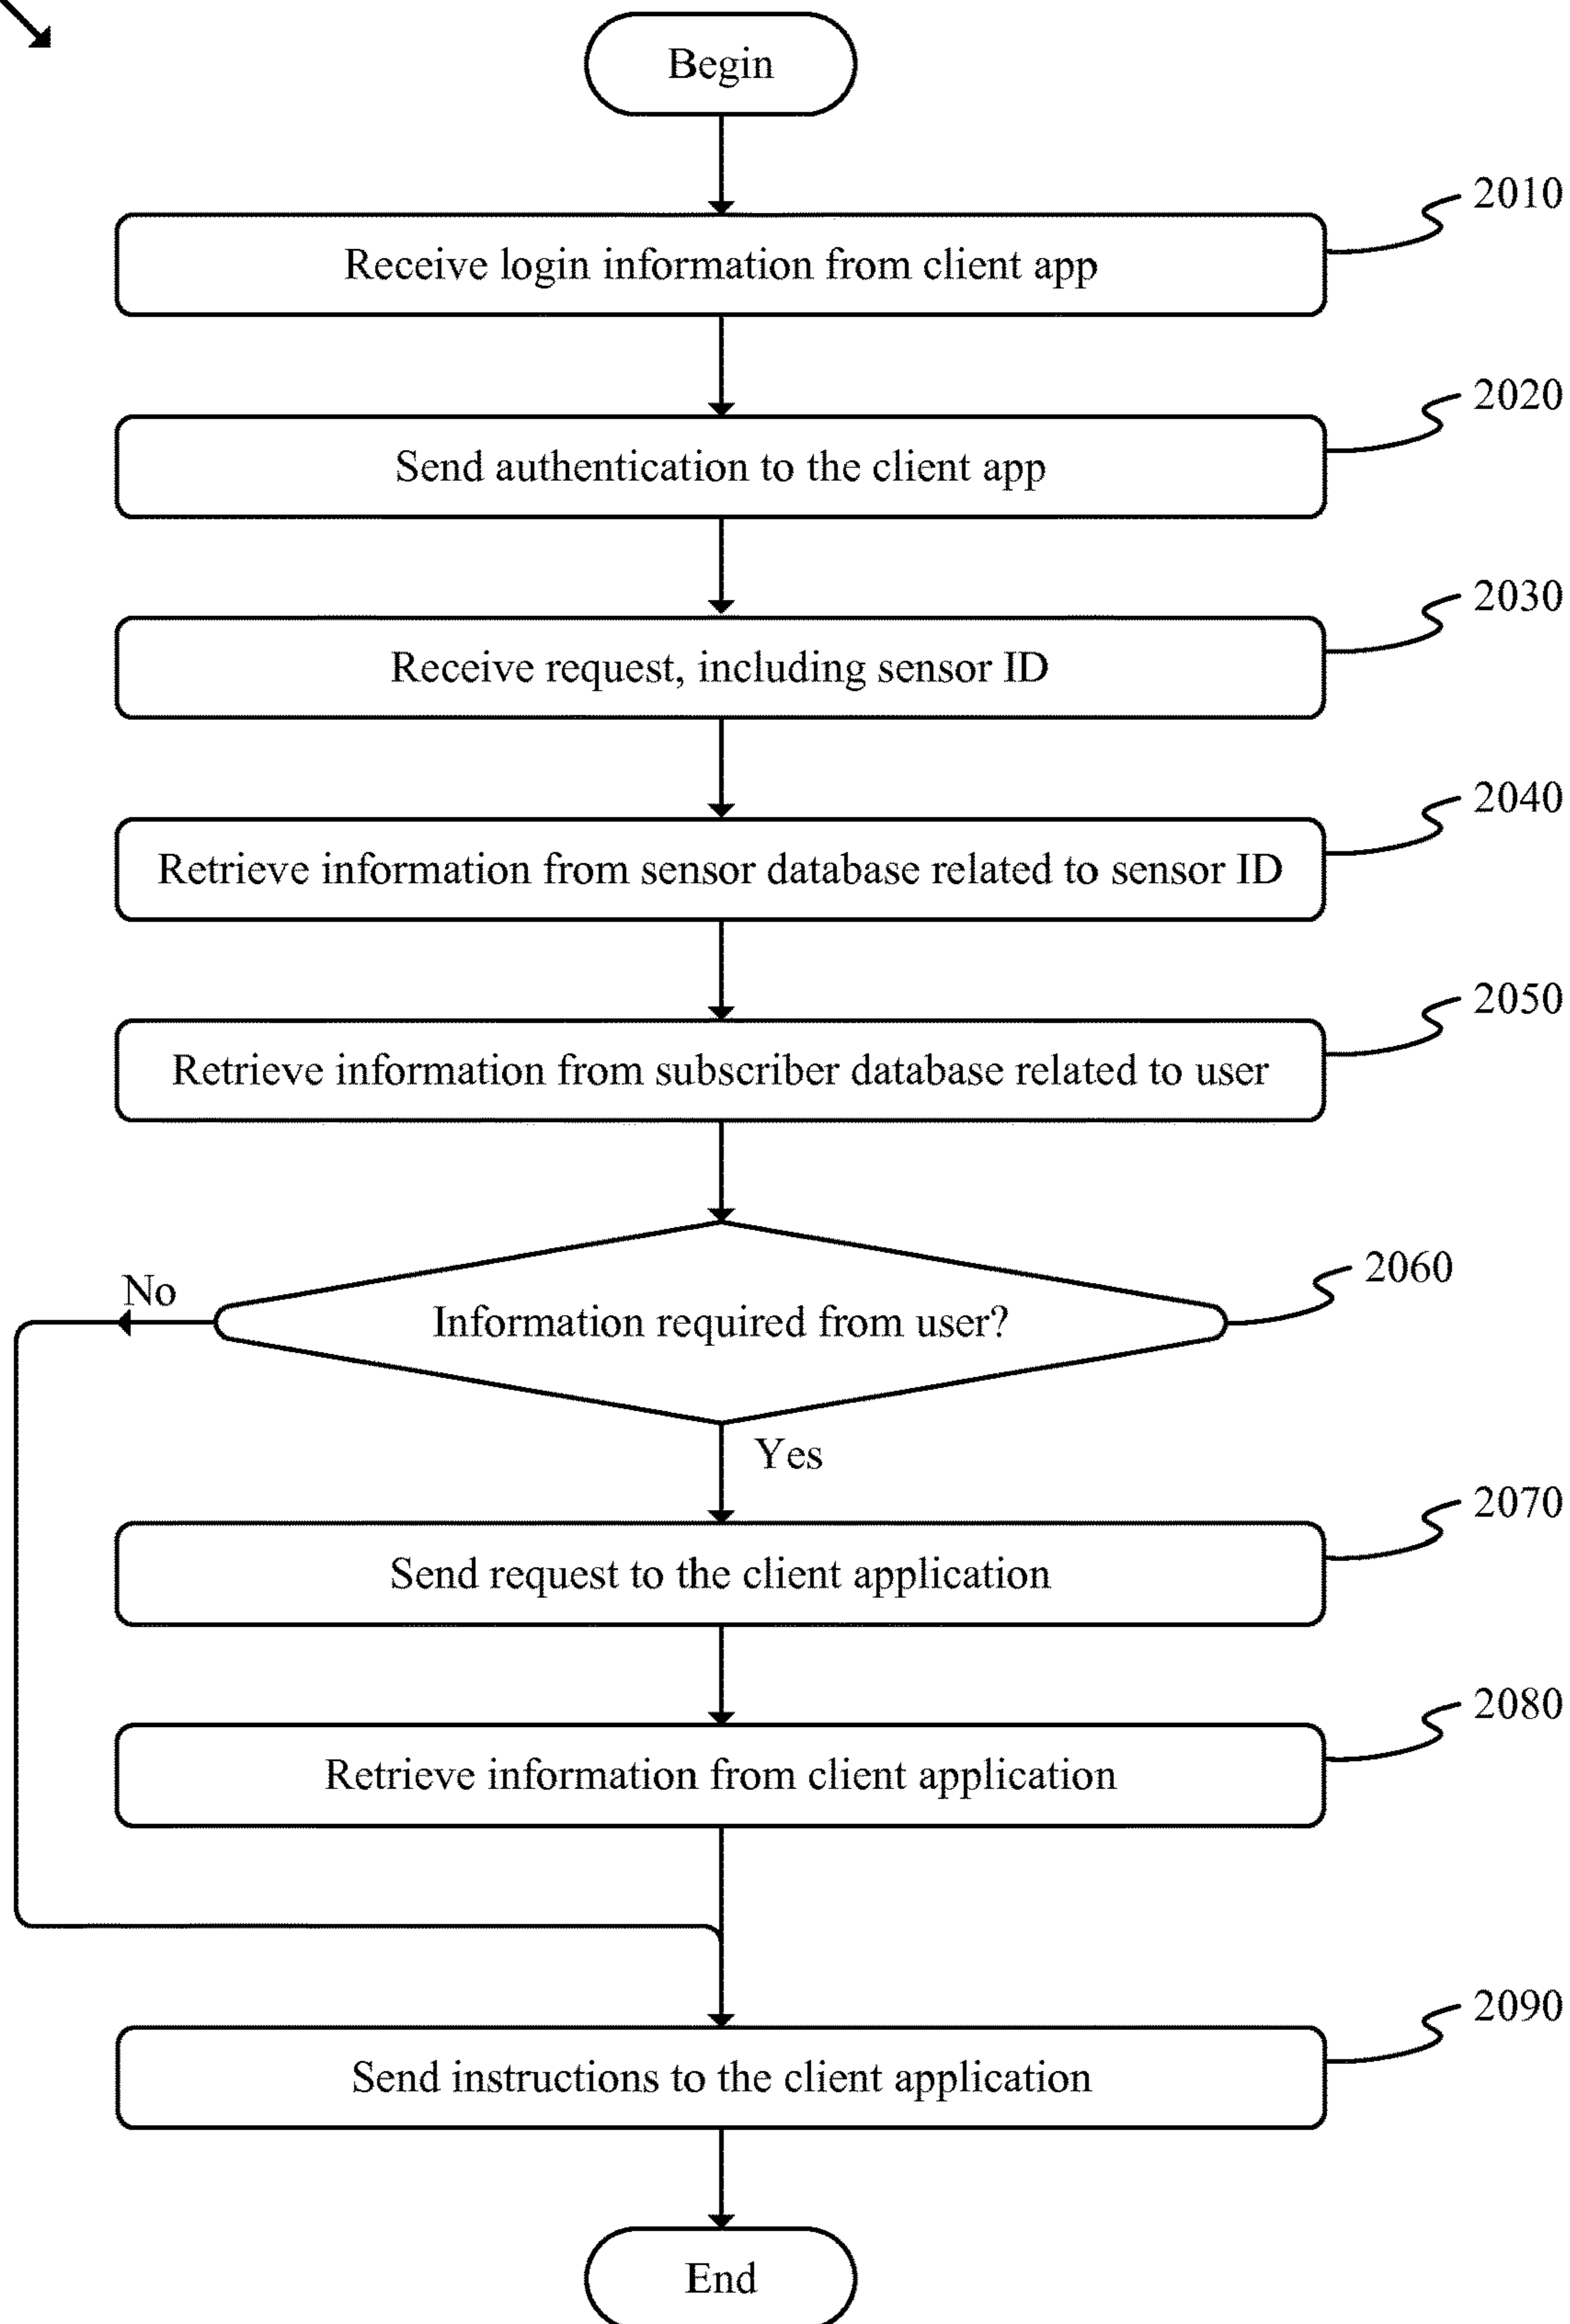 Begin
2010
Receive login information from client app
2020
Send authentication to the client app
2030
Receive request, including sensor ID
2040
Retrieve information from sensor database related to sensor ID
2050
Retrieve information from subscriber database related to user
2060
No
Information required from user?
Yes
2070
Send request to the client application
2080
Retrieve information from client application
2090
Send instructions to the client application
End